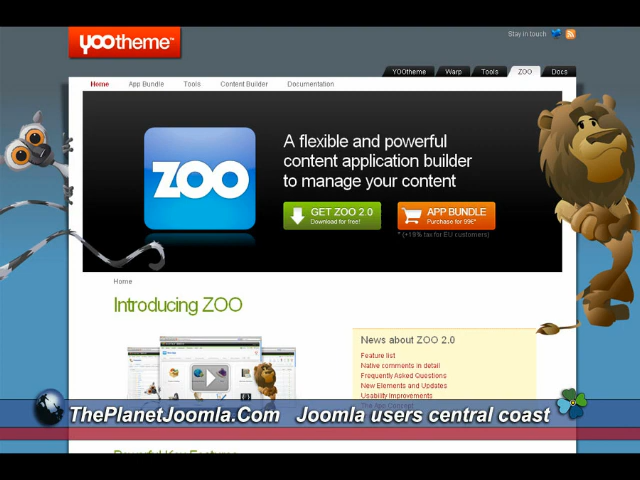 YOOtheme™
Stay in touch
YOOtheme Warp Tools ZOO Docs
Home App Bundle Tools Content Builder Documentation
ZOO
A flexible and powerful
content application builder
to manage your content
GET ZOO 2.0
Download for free!
APP BUNDLE
Purchase for 99€*
* (+19% tax for EU customers)
Home
Introducing ZOO
News about ZOO 2.0
Feature list
Native comments in detail
Frequently Asked Questions
New Elements and Updates
Usability Improvements
ThePlanetJoomla.Com Joomla users central coast